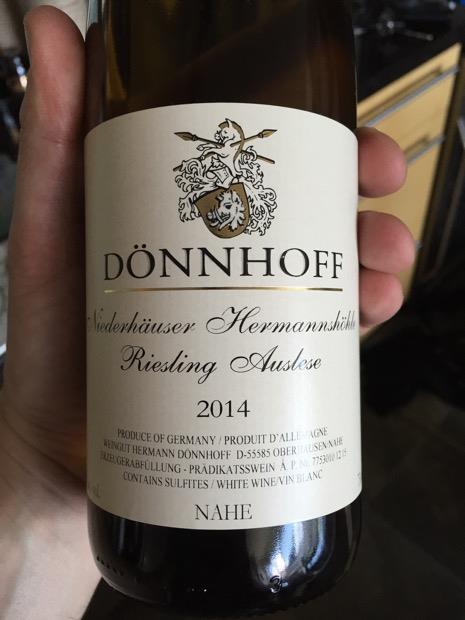 DÖNNHOFF
Niederhäuser Hermannshöhle
Riesling Auslese
2014
PRODUCE OF GERMANY / PRODUIT D'ALLEMAGNE
WEINGUT HERMANN DÖNNHOFF D-55585 OBERHAUSEN/NAHE
ERZEUGERABFÜLLUNG - PRÄDIKATSWEIN A. P. Nr. 7753010 12 15
CONTAINS SULFITES / WHITE WINE/VIN BLANC
NAHE
3